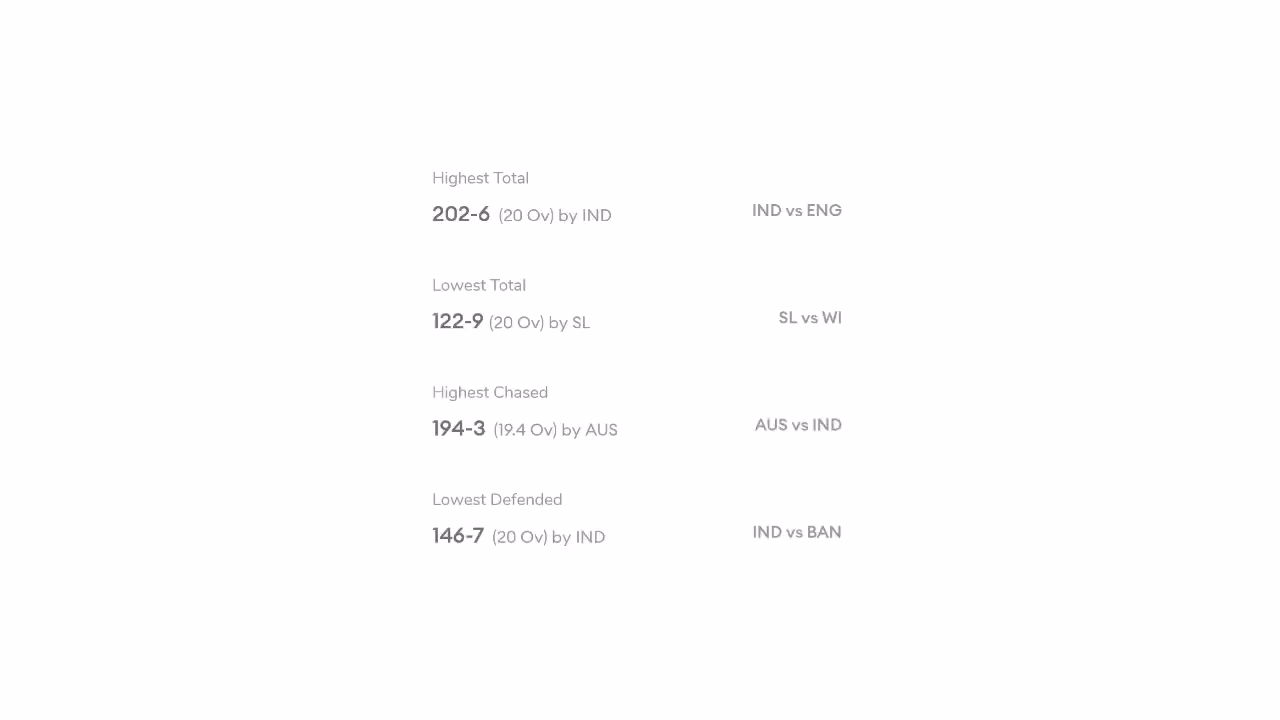 Highest Total
202-6 (20 Ov) by IND IND vs ENG
Lowest Total
122-9 (20 Ov) by SL SL vs WI
Highest Chased
194-3 (19.4 Ov) by AUS AUS vs IND
Lowest Defended
146-7 (20 Ov) by IND IND vs BAN